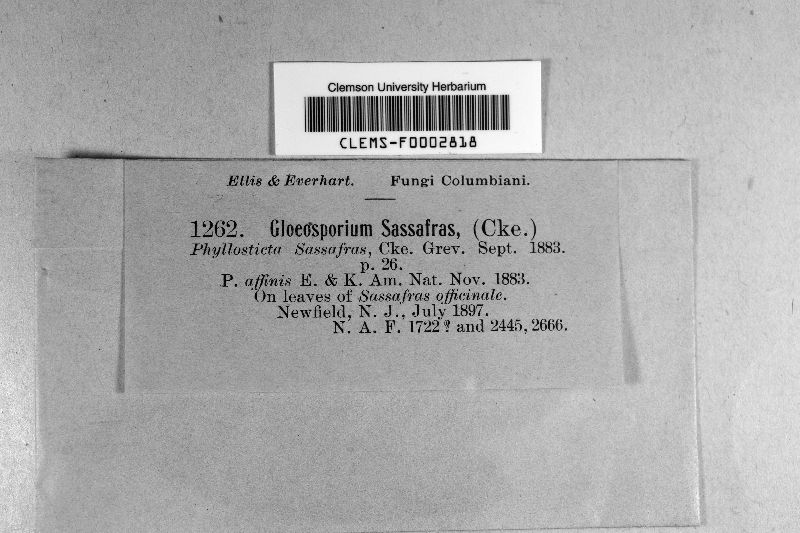 Clemson University Herbarium
CLEMS-F0002818
Ellis & Everhart. Fungi Columbiani.
1262. Gloeosporium Sassafras, (Cke.)
Phyllosticta Sassafras, Cke. Grev. Sept. 1883.
p. 26.
P. affinis E. & K. Am. Nat. Nov. 1883.
On leaves of Sassafras officinale.
Newfield, N. J., July 1897.
N. A. F. 1722? and 2445, 2666.